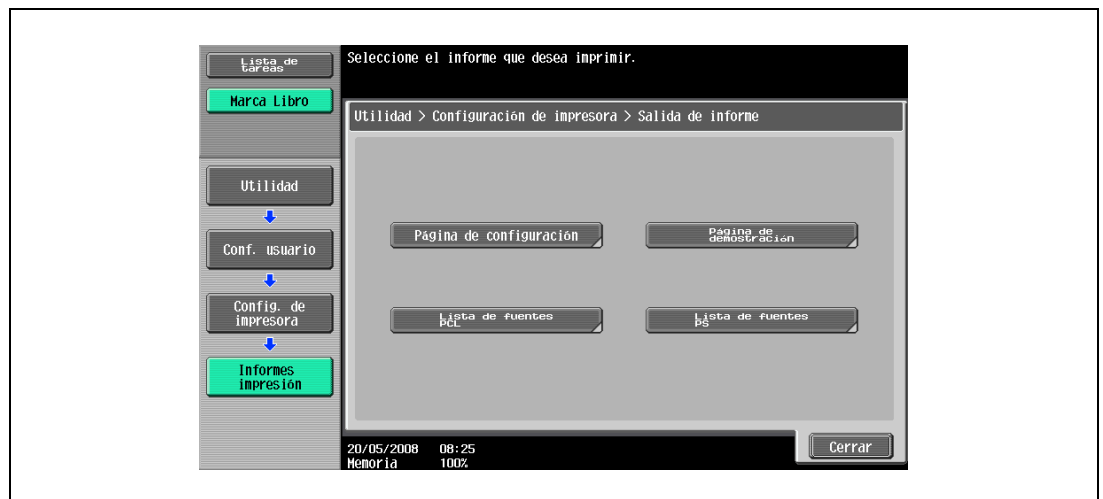 Lista de
tareas
Marca Libro
Seleccione el informe que desea imprimir.
Utilidad > Configuración de impresora > Salida de informe
Utilidad
Conf. usuario
Config. de
impresora
Informes
impresión
Página de configuración
Página de
demostración
Lista de fuentes
PCL
Lista de fuentes
PS
20/05/2008 08:25
Memoria 100%
Cerrar